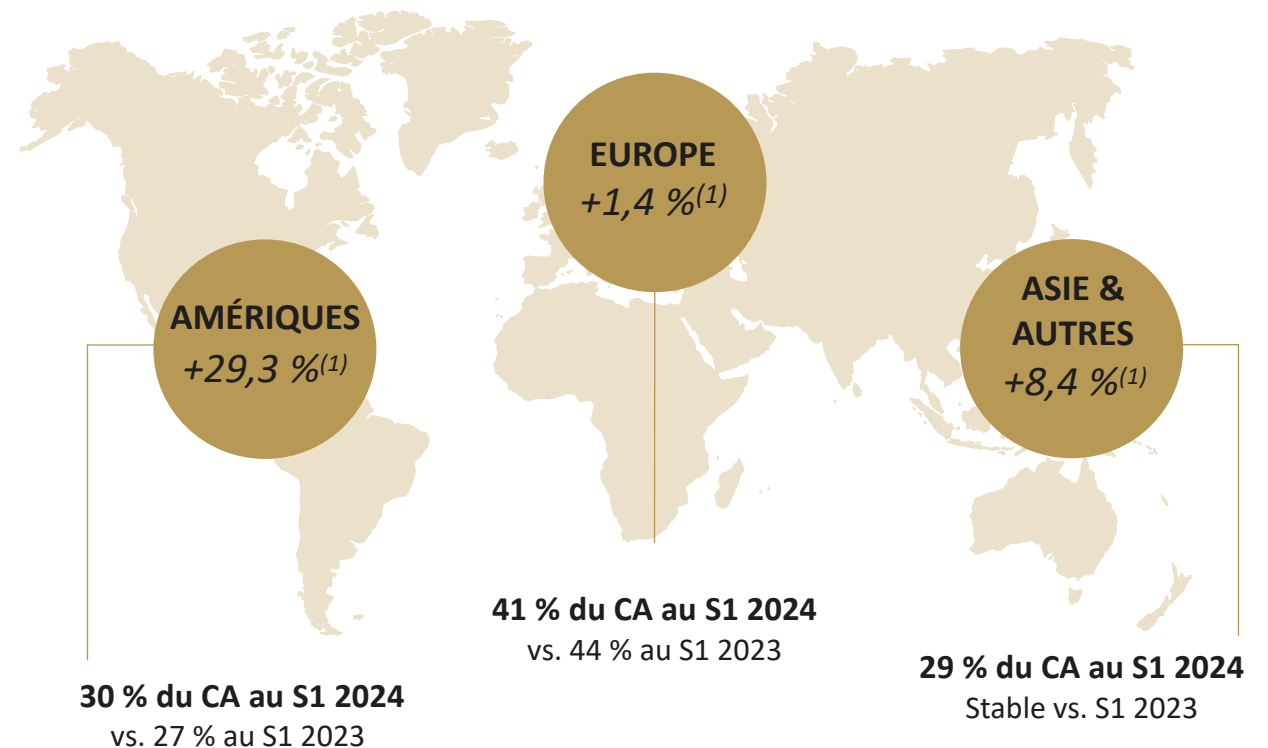 EUROPE
+1,4 %(1)
AMÉRIQUES
+29,3 %(1)
ASIE &
AUTRES
+8,4 %(1)
41 % du CA au S1 2024
vs. 44 % au S1 2023
29 % du CA au S1 2024
Stable vs. S1 2023
30 % du CA au S1 2024
vs. 27 % au S1 2023